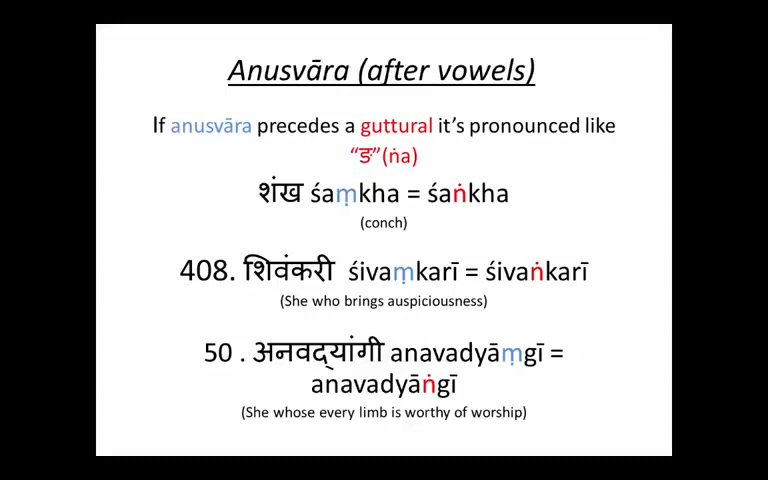 Anusvāra (after vowels)
If anusvāra precedes a guttural it's pronounced like
“ङ”(ṅa)
शंख śaṃkha = śaṅkha
(conch)
408. शिवंकरी śivaṃkarī = śivaṅkarī
(She who brings auspiciousness)
50 . अनवद्‌यांगी anavadyāṃgī =
anavadyāṅgī
(She whose every limb is worthy of worship)